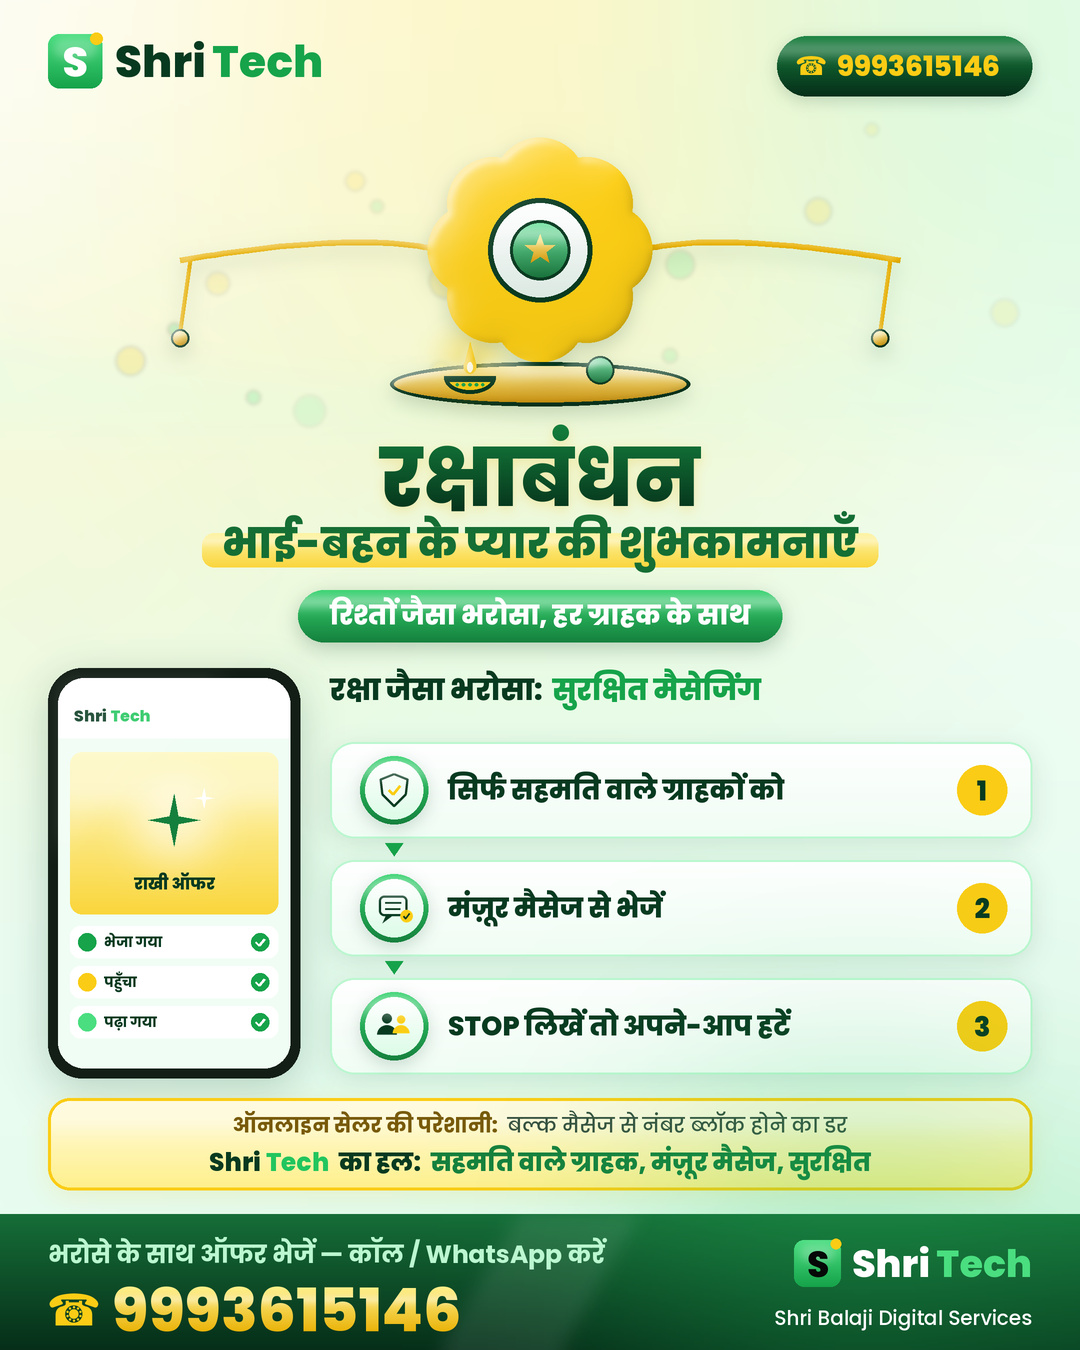 S Shri Tech
☎ 9993615146
रक्षाबंधन
भाई-बहन के प्यार की शुभकामनाएँ
रिश्तों जैसा भरोसा, हर ग्राहक के साथ
Shri Tech
राखी ऑफर
भेजा गया
पहुँचा
पढ़ा गया
रक्षा जैसा भरोसा: सुरक्षित मैसेजिंग
सिर्फ सहमति वाले ग्राहकों को 1
मंज़ूर मैसेज से भेजें 2
STOP लिखें तो अपने-आप हटें 3
ऑनलाइन सेलर की परेशानी: बल्क मैसेज से नंबर ब्लॉक होने का डर
Shri Tech का हल: सहमति वाले ग्राहक, मंज़ूर मैसेज, सुरक्षित
भरोसे के साथ ऑफर भेजें — कॉल / WhatsApp करें
☎ 9993615146
S Shri Tech
Shri Balaji Digital Services